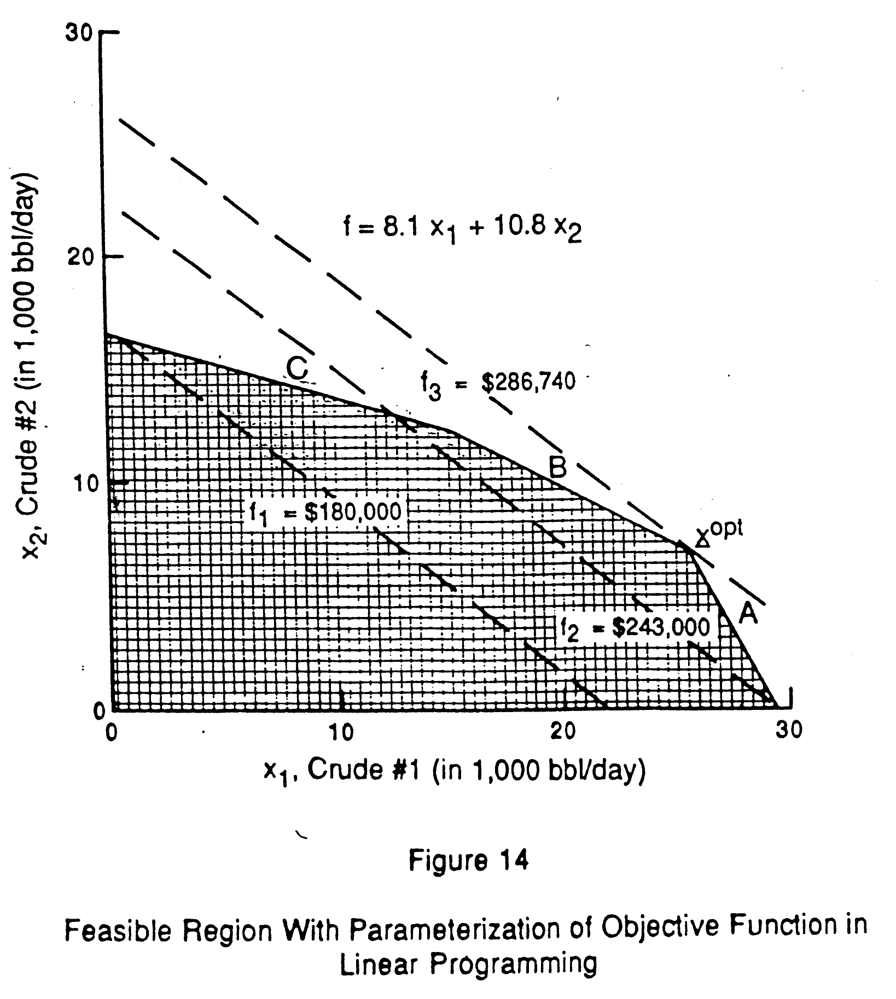 30
20
10
0
x₂, Crude #2 (in 1,000 bbl/day)
f = 8.1 x₁ + 10.8 x₂
C
f₃ = $286,740
B
f₁ = $180,000
x^opt
A
f₂ = $243,000
0 10 20 30
x₁, Crude #1 (in 1,000 bbl/day)
Figure 14
Feasible Region With Parameterization of Objective Function in
Linear Programming